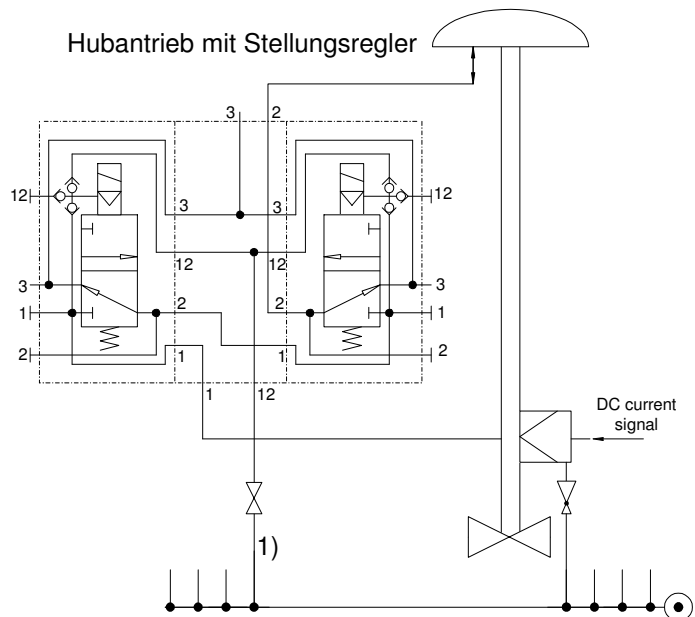 Hubantrieb mit Stellungsregler
3 2
12 3 3 12
12 12
3 2 2 3
1 1
2 1 1 2
1 12
DC current
signal
1)